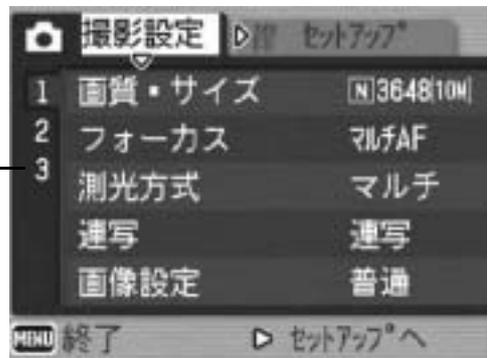 撮影設定 セットアップ
1 画質・サイズ N3648 10M
2 フォーカス マルチAF
3 測光方式 マルチ
連写 連写
画像設定 普通
MENU 終了 セットアップへ